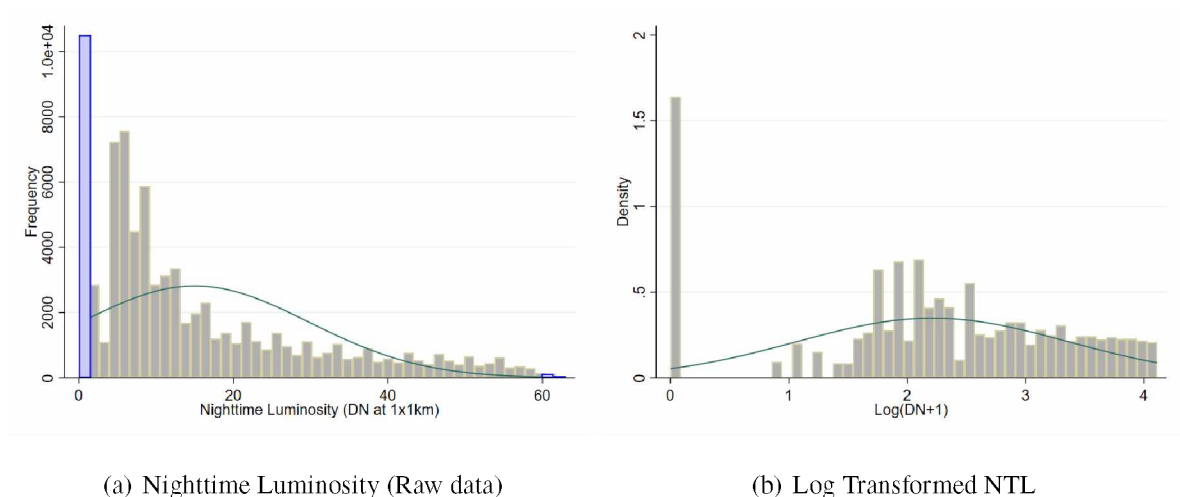 1.0e+04
8000
6000
4000
2000
0
Frequency
0 20 40 60
Nighttime Luminosity (DN at 1x1km)
2
1.5
1
.5
0
Density
0 1 2 3 4
Log(DN+1)
(a) Nighttime Luminosity (Raw data)
(b) Log Transformed NTL